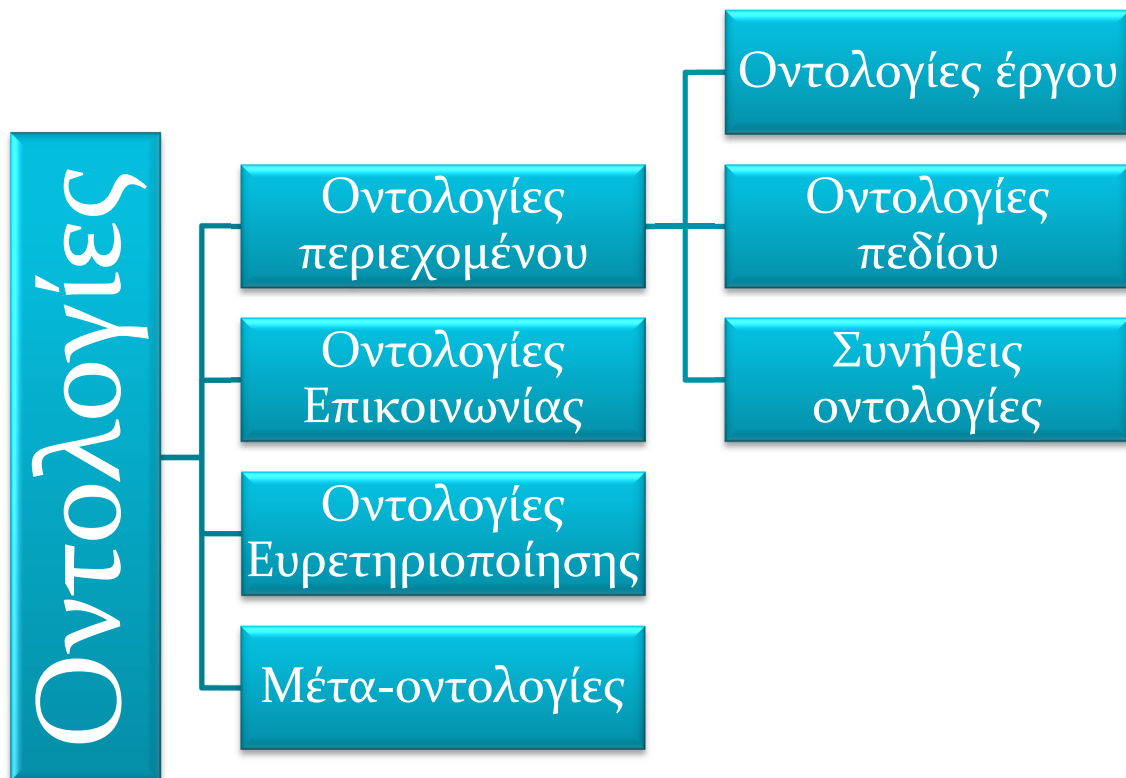 Οντολογίες
Οντολογίες
περιεχομένου
Οντολογίες έργου
Οντολογίες
πεδίου
Συνήθεις
οντολογίες
Οντολογίες
Επικοινωνίας
Οντολογίες
Ευρετηριοποίησης
Μέτα-οντολογίες